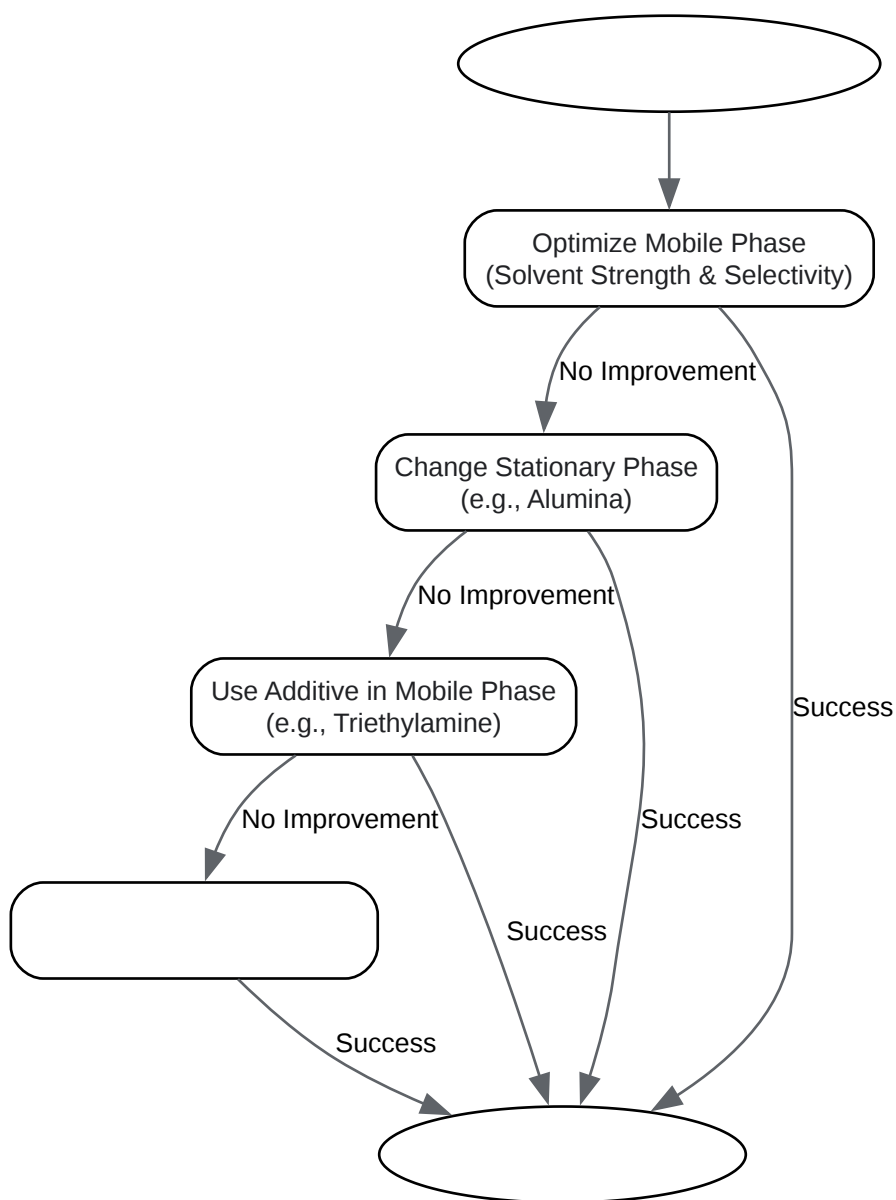 Optimize Mobile Phase
(Solvent Strength & Selectivity)
No Improvement
Change Stationary Phase
(e.g., Alumina)
No Improvement
Use Additive in Mobile Phase
(e.g., Triethylamine)
Success
No Improvement
Success
Success
Success